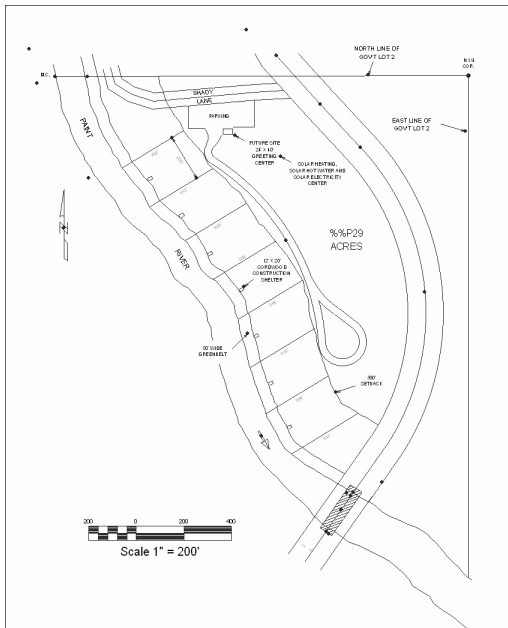 NORTH LINE OF
GOVT LOT 2
COR.
M.C.
SHADY
LANE
PARKING
EAST LINE OF
GOVT LOT 2
PAINT
RIVER
FUTURE SITE
GREETING
CENTER
SOLAR HEATING,
SOLAR HOT WATER AND
SOLAR ELECTRICITY
CENTER
%%P29
ACRES
N
12' X 20'
CORDWOOD
CONSTRUCTION
SHELTER
50' WIDE
GREENBELT
300'
SETBACK
200 0 200 400
Scale 1" = 200'